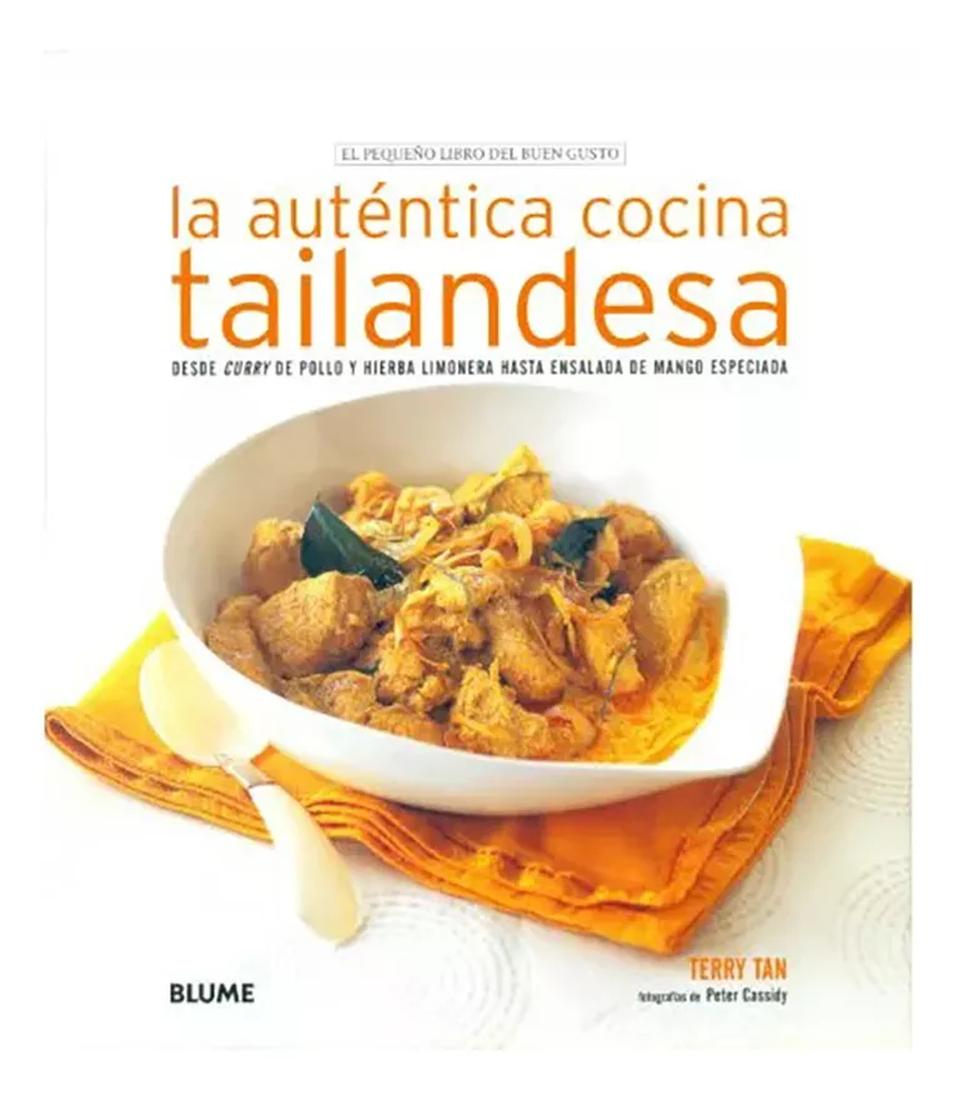 EL PEQUEÑO LIBRO DEL BUEN GUSTO
la auténtica cocina
tailandesa
DESDE CURRY DE POLLO Y HIERBA LIMONERA HASTA ENSALADA DE MANGO ESPECIADA
TERRY TAN
fotografías de Peter Cassidy
BLUME